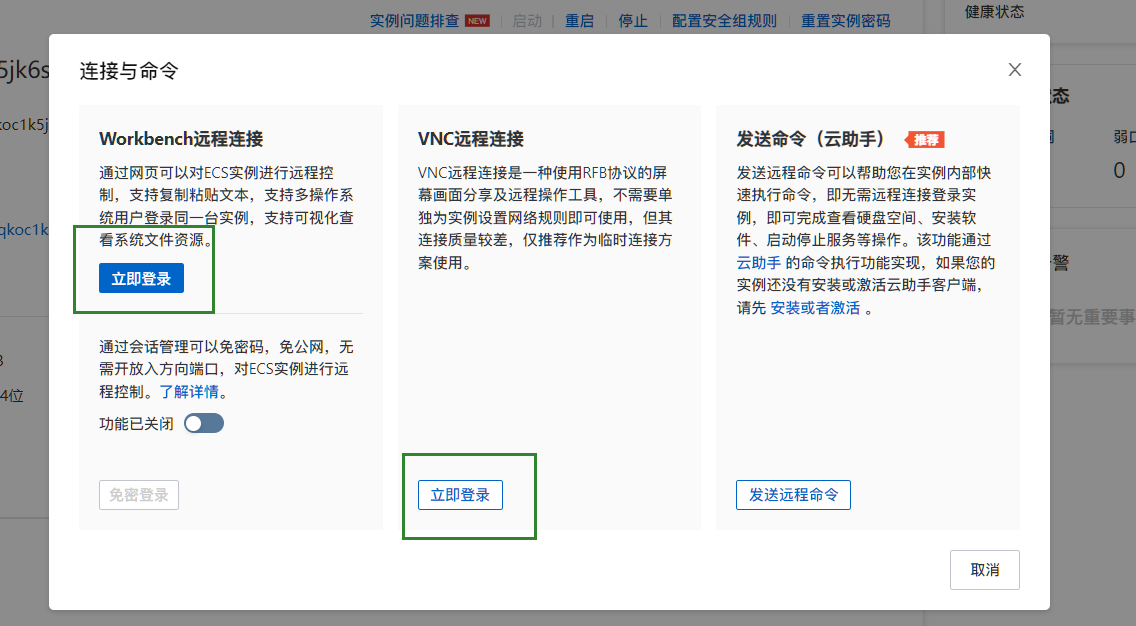 实例问题排查 NEW 启动 重启 停止 配置安全组规则 重置实例密码
健康状态
连接与命令
5jk6s
koc1k5j
qkoc1k
4位
Workbench远程连接
通过网页可以对ECS实例进行远程控
制，支持复制粘贴文本，支持多操作系
统用户登录同一台实例，支持可视化查
看系统文件资源。
立即登录
通过会话管理可以免密码，免公网，无
需开放入方向端口，对ECS实例进行远
程控制。了解详情。
功能已关闭
免密登录
VNC远程连接
VNC远程连接是一种使用RFB协议的屏
幕画面分享及远程操作工具，不需要单
独为实例设置网络规则即可使用，但其
连接质量较差，仅推荐作为临时连接方
案使用。
立即登录
发送命令（云助手） 推荐
发送远程命令可以帮助您在实例内部快
速执行命令，即无需远程连接登录实
例，即可完成查看硬盘空间、安装软
件、启动停止服务等操作。该功能通过
云助手 的命令执行功能实现，如果您的
实例还没有安装或激活云助手客户端，
请先 安装或者激活 。
发送远程命令
取消
态
弱口
0
警
暂无重要事